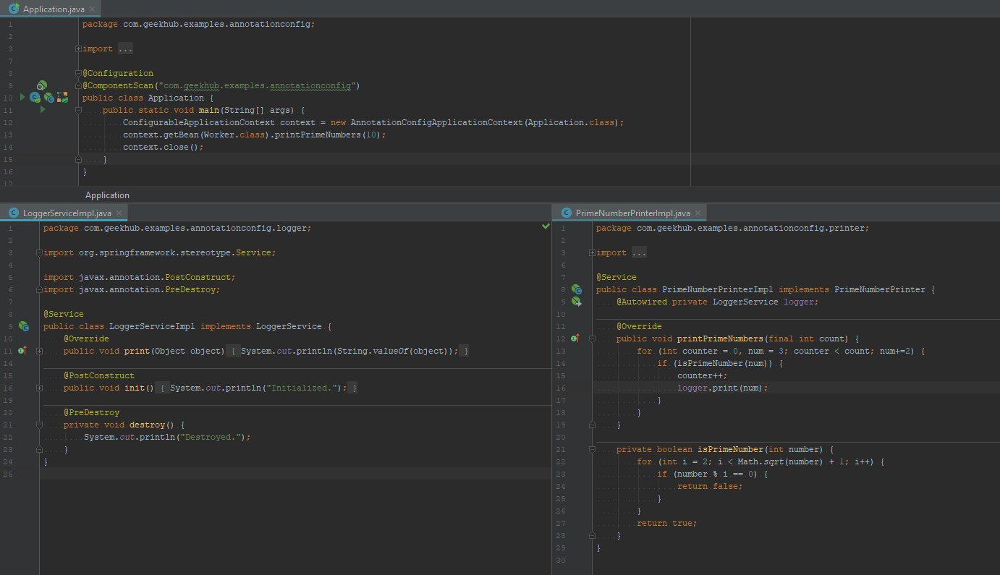 Application.java
1 package com.geekhub.examples.annotationconfig;
2
3 import ...
7
8 @Configuration
9 @ComponentScan("com.geekhub.examples.annotationconfig")
10 public class Application {
11 public static void main(String[] args) {
12 ConfigurableApplicationContext context = new AnnotationConfigApplicationContext(Application.class);
13 context.getBean(Worker.class).printPrimeNumbers(10);
14 context.close();
15 }
16 }
17
Application
LoggerServiceImpl.java
1 package com.geekhub.examples.annotationconfig.logger;
2
3 import org.springframework.stereotype.Service;
4
5 import javax.annotation.PostConstruct;
6 import javax.annotation.PreDestroy;
7
8 @Service
9 public class LoggerServiceImpl implements LoggerService {
10 @Override
11 public void print(Object object) { System.out.println(String.valueOf(object)); }
14
15 @PostConstruct
16 public void init() { System.out.println("Initialized."); }
19
20 @PreDestroy
21 private void destroy() {
22 System.out.println("Destroyed.");
23 }
24 }
25
PrimeNumberPrinterImpl.java
1 package com.geekhub.examples.annotationconfig.printer;
2
3 import ...
6
7 @Service
8 public class PrimeNumberPrinterImpl implements PrimeNumberPrinter {
9 @Autowired private LoggerService logger;
10
11 @Override
12 public void printPrimeNumbers(final int count) {
13 for (int counter = 0, num = 3; counter < count; num+=2) {
14 if (isPrimeNumber(num)) {
15 counter++;
16 logger.print(num);
17 }
18 }
19 }
20
21 private boolean isPrimeNumber(int number) {
22 for (int i = 2; i < Math.sqrt(number) + 1; i++) {
23 if (number % i == 0) {
24 return false;
25 }
26 }
27 return true;
28 }
29 }
30